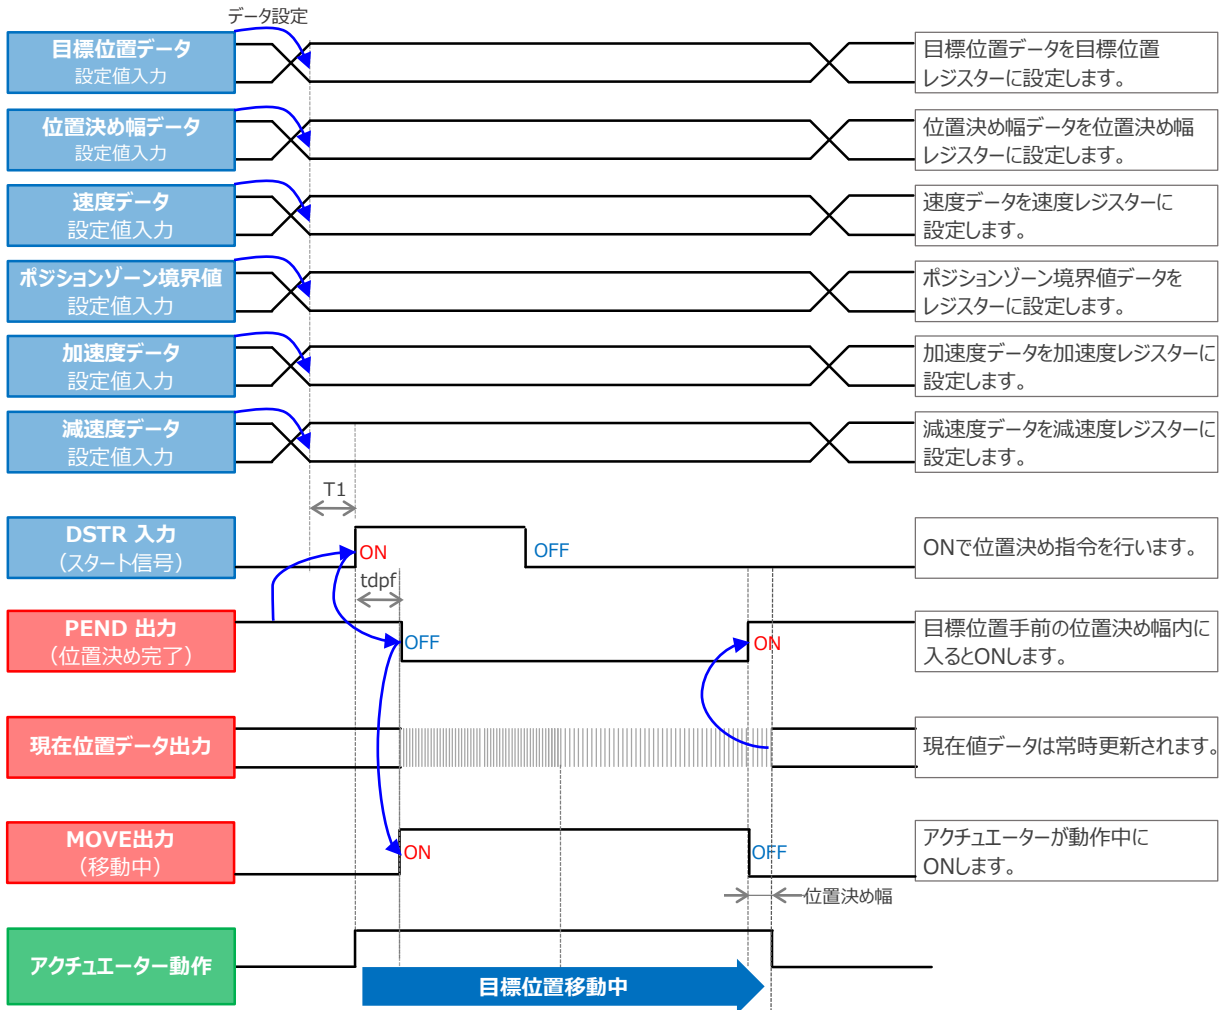 データ設定
目標位置データ
設定値入力
目標位置データを目標位置
レジスターに設定します。
位置決め幅データ
設定値入力
位置決め幅データを位置決め幅
レジスターに設定します。
速度データ
設定値入力
速度データを速度レジスターに
設定します。
ポジションゾーン境界値
設定値入力
ポジションゾーン境界値データを
レジスターに設定します。
加速度データ
設定値入力
加速度データを加速度レジスターに
設定します。
減速度データ
設定値入力
減速度データを減速度レジスターに
設定します。
T1
DSTR 入力
（スタート信号）
ON
OFF
ONで位置決め指令を行います。
tdpf
PEND 出力
（位置決め完了）
OFF
ON
目標位置手前の位置決め幅内に
入るとONします。
現在位置データ出力
現在値データは常時更新されます。
MOVE出力
（移動中）
ON
OFF
アクチュエーターが動作中に
ONします。
位置決め幅
アクチュエーター動作
目標位置移動中